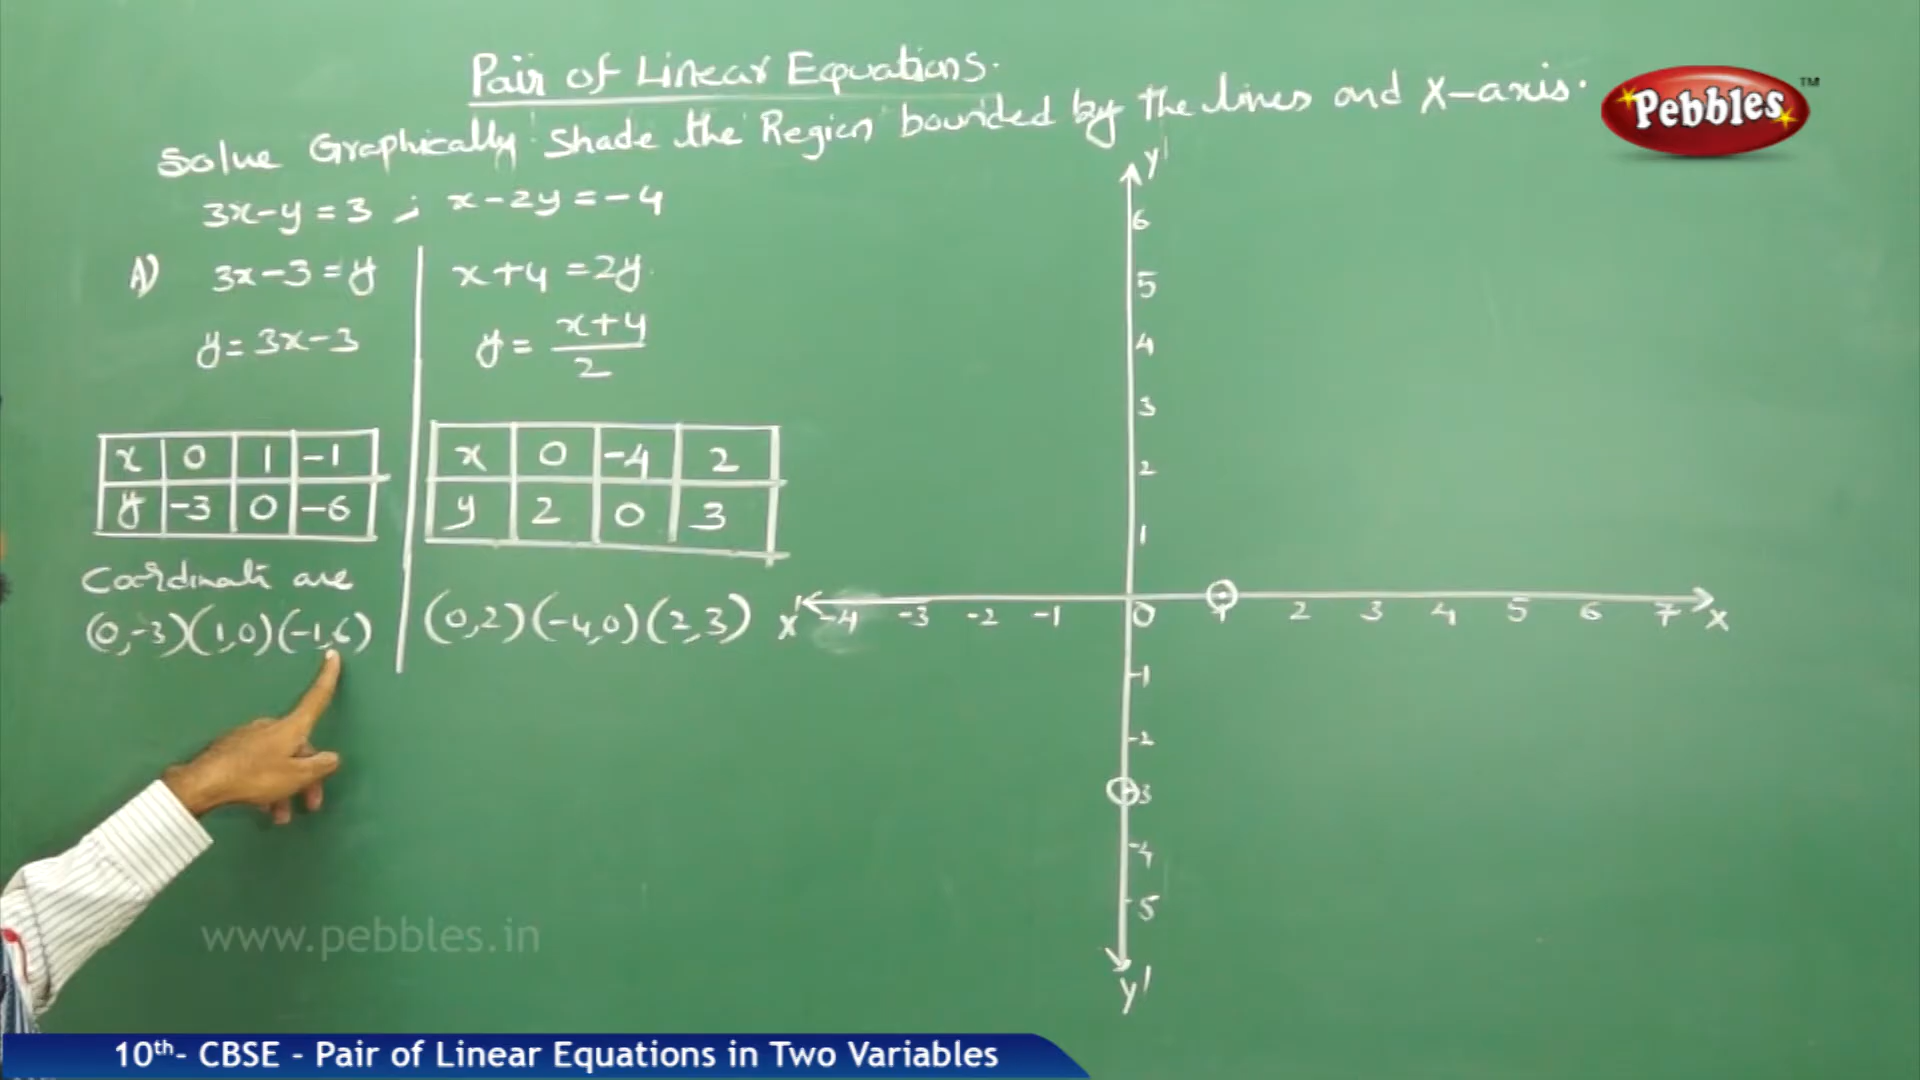 Pair of Linear Equations.
Solve Graphically. Shade the Region bounded by the lines and X-axis.
3x-y=3 ; x-2y=-4
A) 3x-3=y
y=3x-3
x+4=2y.
y= x+4
2
x 0 1 -1
y -3 0 -6
x 0 -4 2
y 2 0 3
Coordinati are
(0,-3)(1,0)(-1,6)
(0,2)(-4,0)(2,3)
Y'
6
5
4
3
2
1
X' -4 -3 -2 -1 0 1 2 3 4 5 6 7 X
-1
-2
-3
-4
-5
Y'
Pebbles™
www.pebbles.in
10th- CBSE - Pair of Linear Equations in Two Variables